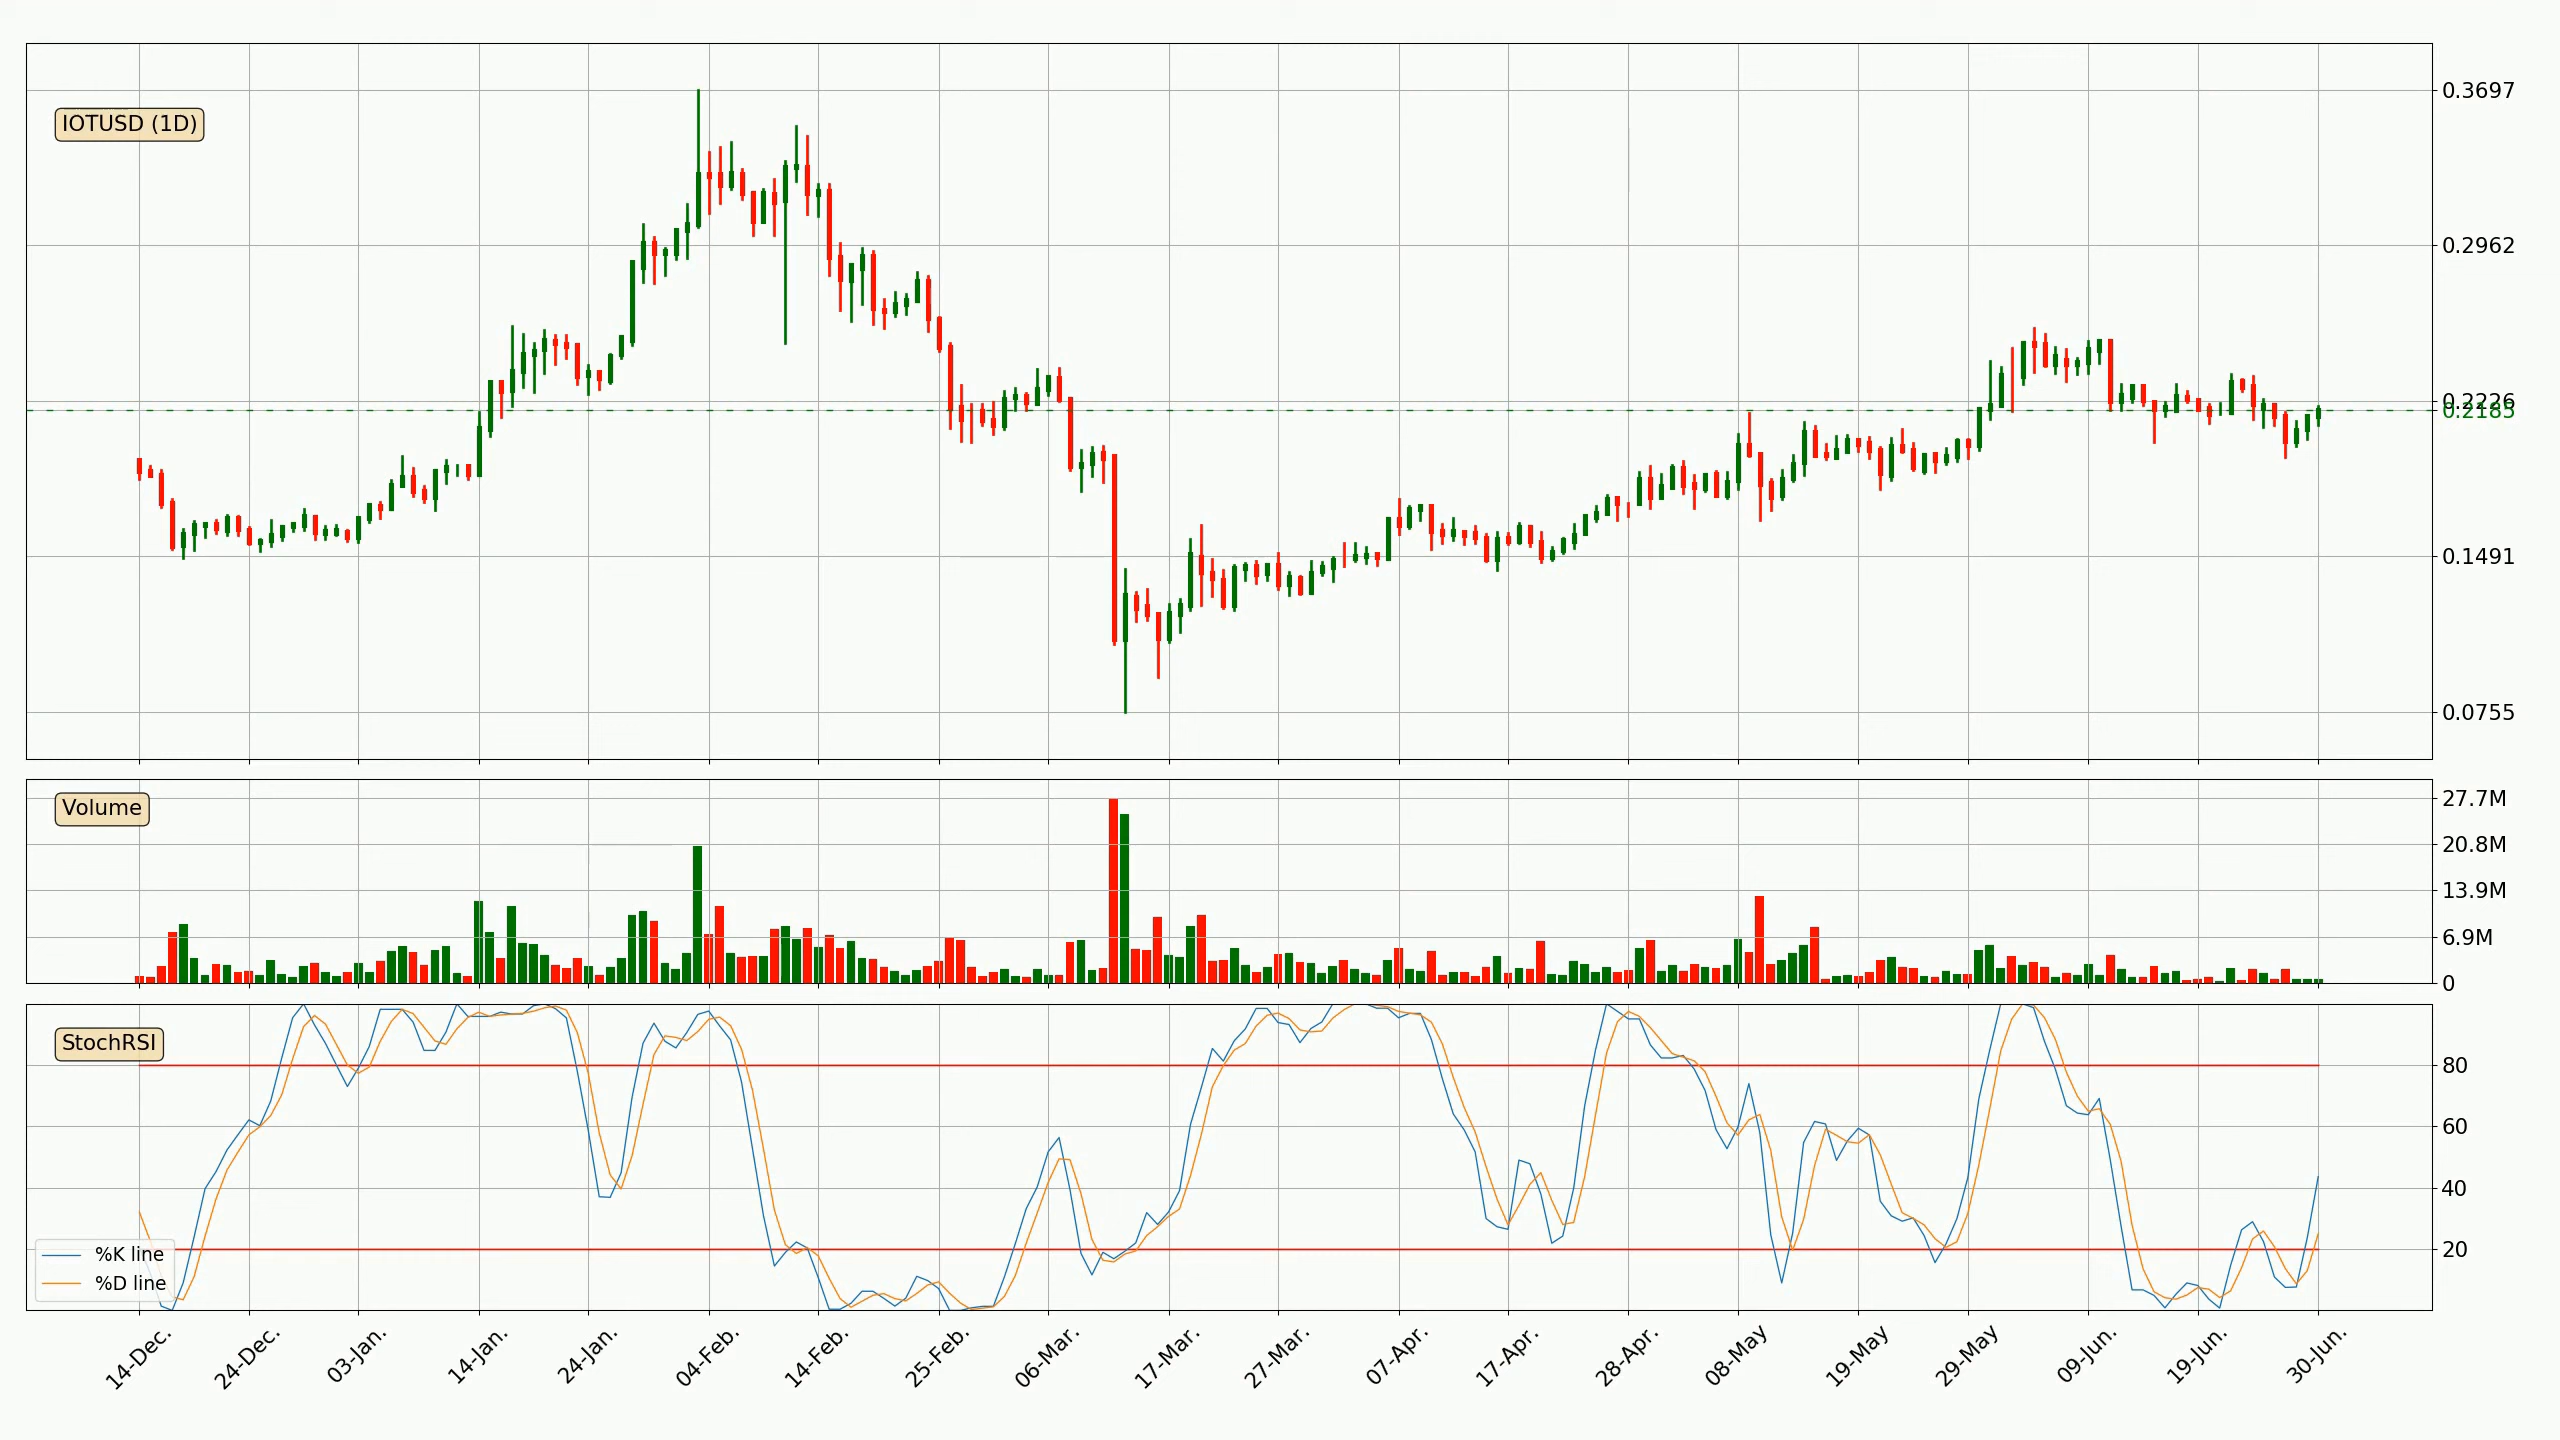 IOTUSD (1D)
0.3697
0.2962
0.2226
0.2185
0.1491
0.0755
Volume
27.7M
20.8M
13.9M
6.9M
0
StochRSI
80
60
40
20
%K line
%D line
14-Dec.
24-Dec.
03-Jan.
14-Jan.
24-Jan.
04-Feb.
14-Feb.
25-Feb.
06-Mar.
17-Mar.
27-Mar.
07-Apr.
17-Apr.
28-Apr.
08-May
19-May
29-May
09-Jun.
19-Jun.
30-Jun.